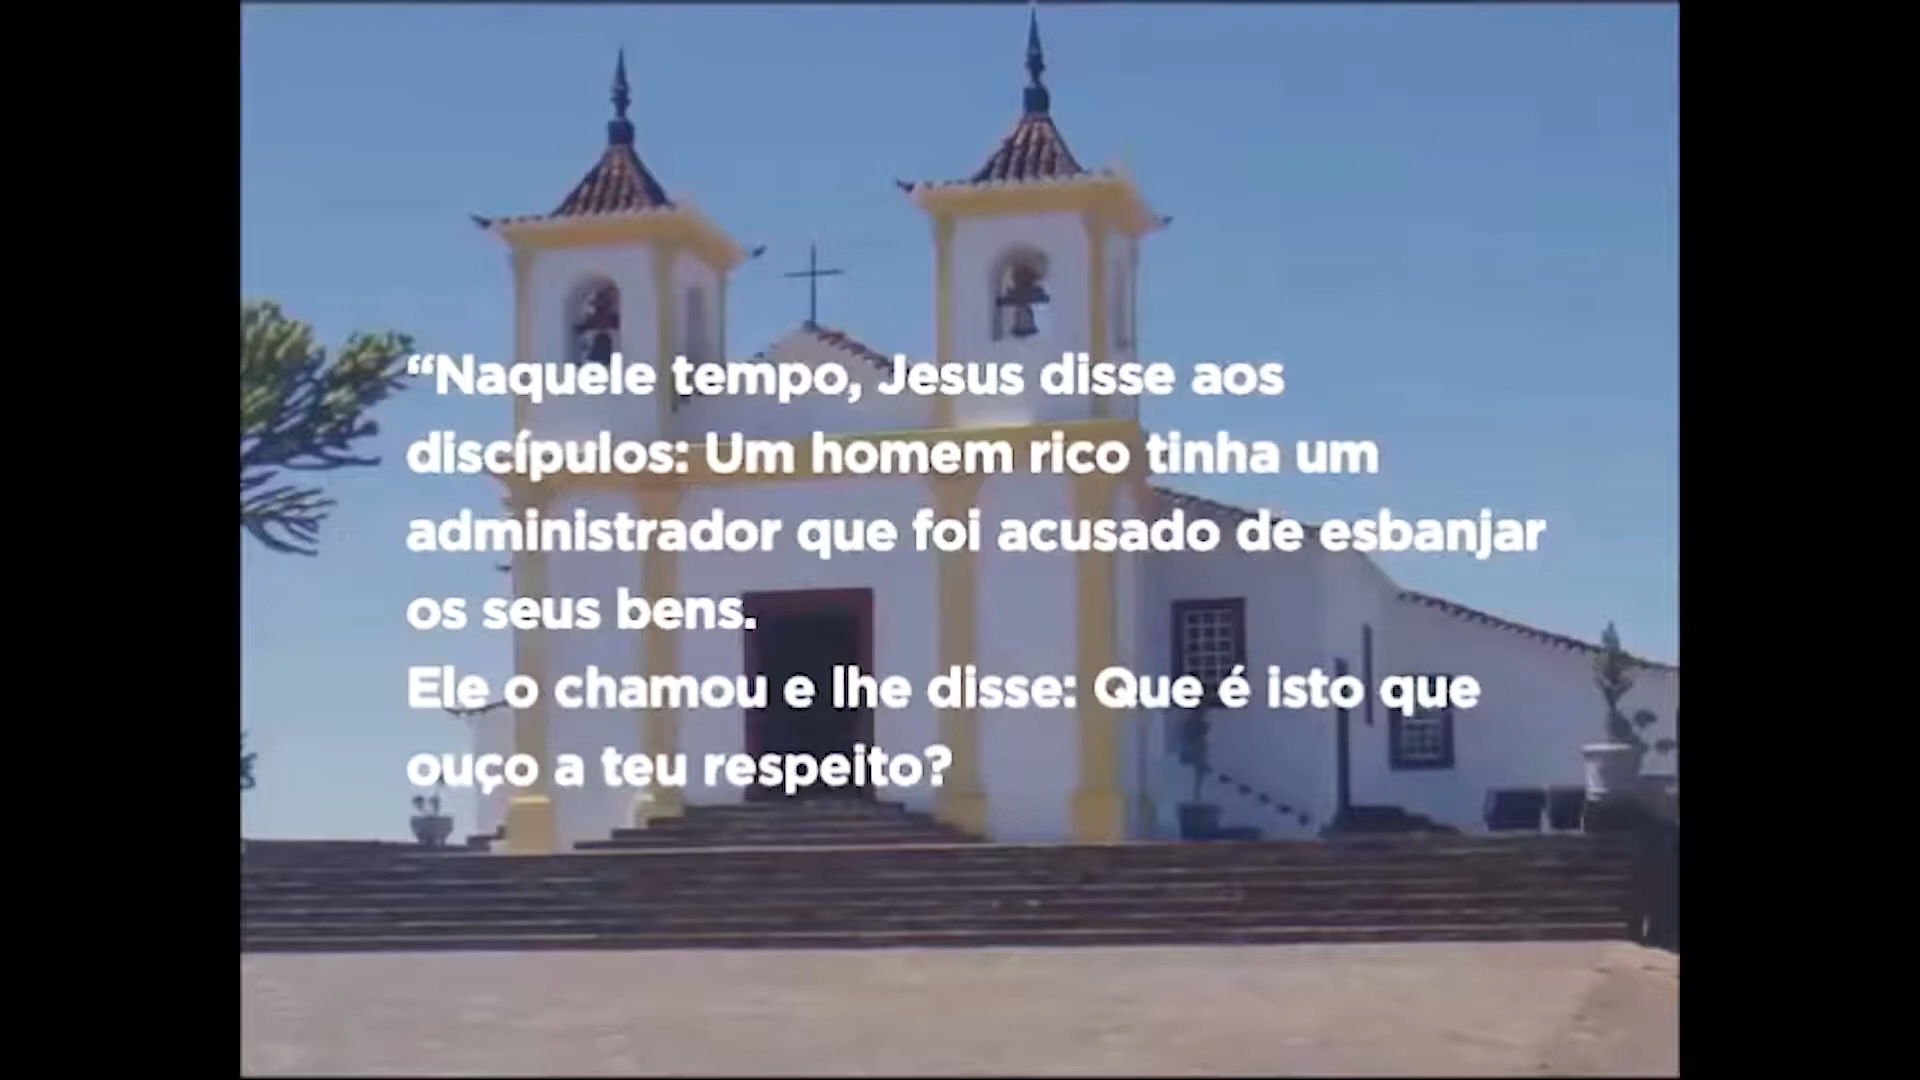 “Naquele tempo, Jesus disse aos
discípulos: Um homem rico tinha um
administrador que foi acusado de esbanjar
os seus bens.
Ele o chamou e lhe disse: Que é isto que
ouço a teu respeito?